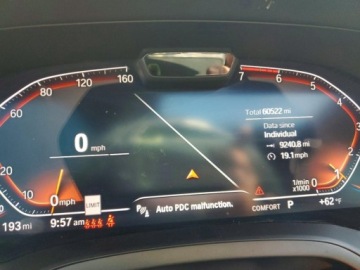 80 100 120 140 160
60
30
20
10
0
0 mph
0 mph
LIMIT
193 mi
9:57 am
Total 60522 mi
Data since
Individual
9240.8 mi
19.1 mph
7 6 5 4 3 2 1
1/min
x1000
Auto PDC malfunction.
COMFORT P +62°F